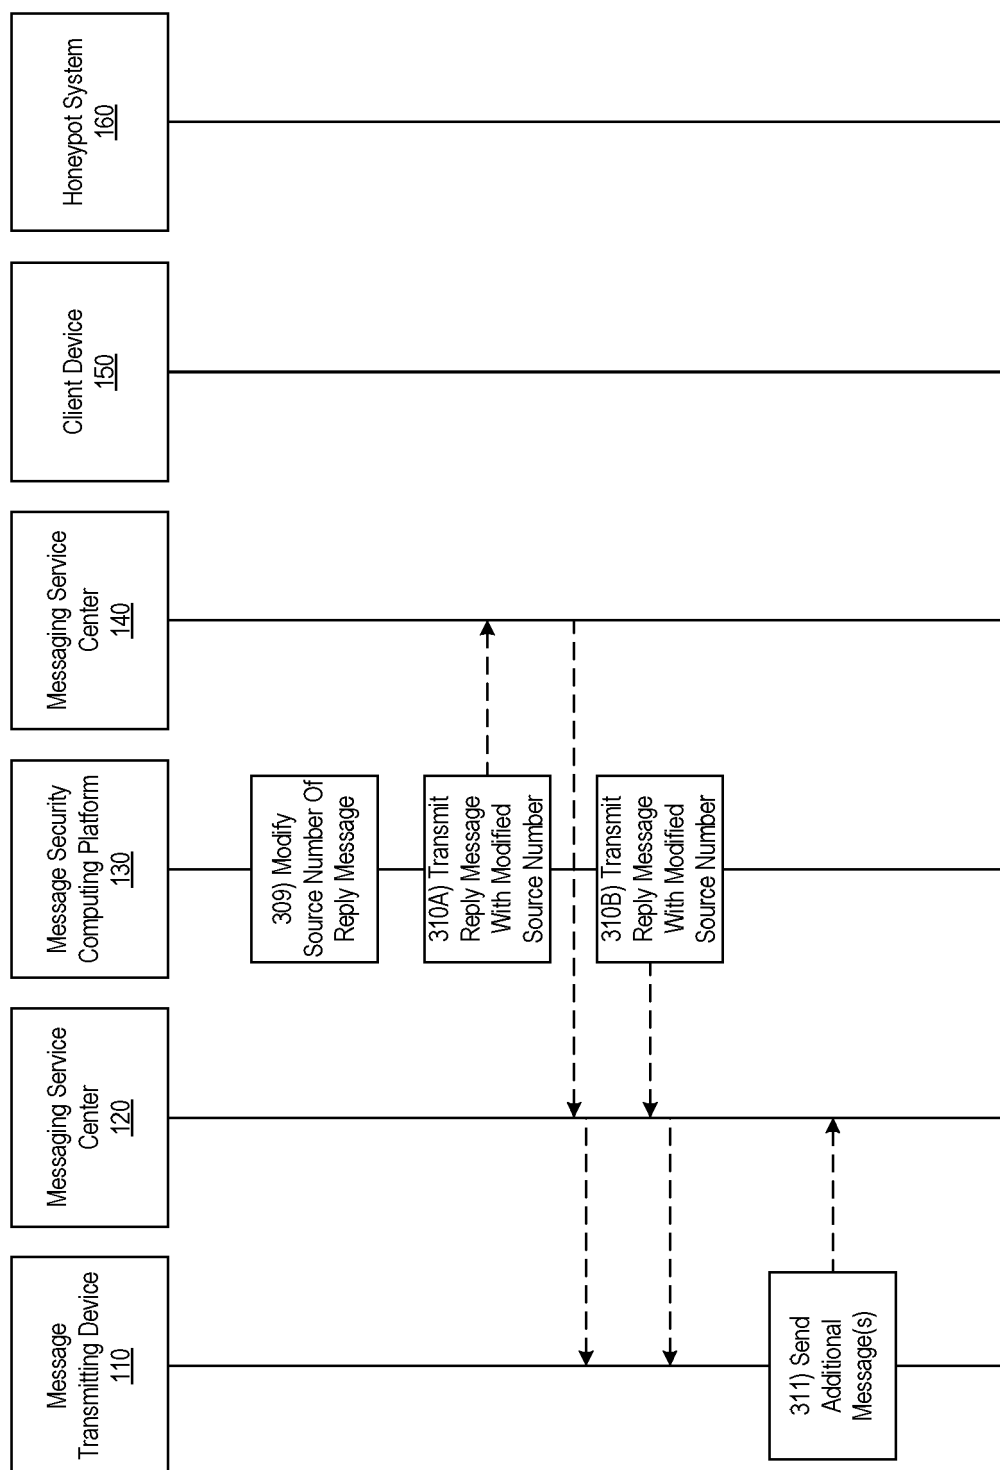 Message
Transmitting Device
110
Messaging Service
Center
120
Message Security
Computing Platform
130
Messaging Service
Center
140
Client Device
150
Honeypot System
160
309) Modify
Source Number Of
Reply Message
310A) Transmit
Reply Message
With Modified
Source Number
310B) Transmit
Reply Message
With Modified
Source Number
311) Send
Additional
Message(s)